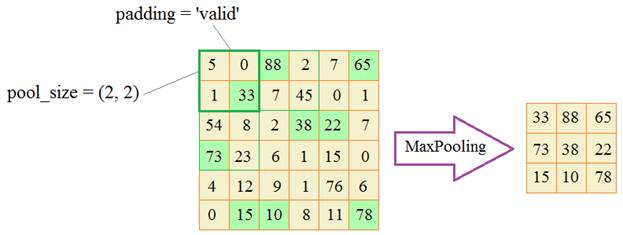 padding = 'valid'
pool_size = (2, 2)
5 0 88 2 7 65
1 33 7 45 0 1
54 8 2 38 22 7
73 23 6 1 15 0
4 12 9 1 76 6
0 15 10 8 11 78
MaxPooling
33 88 65
73 38 22
15 10 78